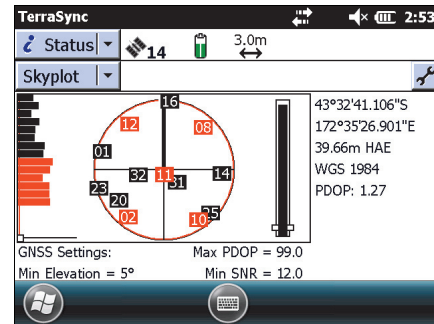 TerraSync 2:53
Status 14 3.0m
Skyplot
16
12 08
01
32 11 31 14
23
20
02 10 25
43°32'41.106"S
172°35'26.901"E
39.66m HAE
WGS 1984
PDOP: 1.27
GNSS Settings: Max PDOP = 99.0
Min Elevation = 5° Min SNR = 12.0